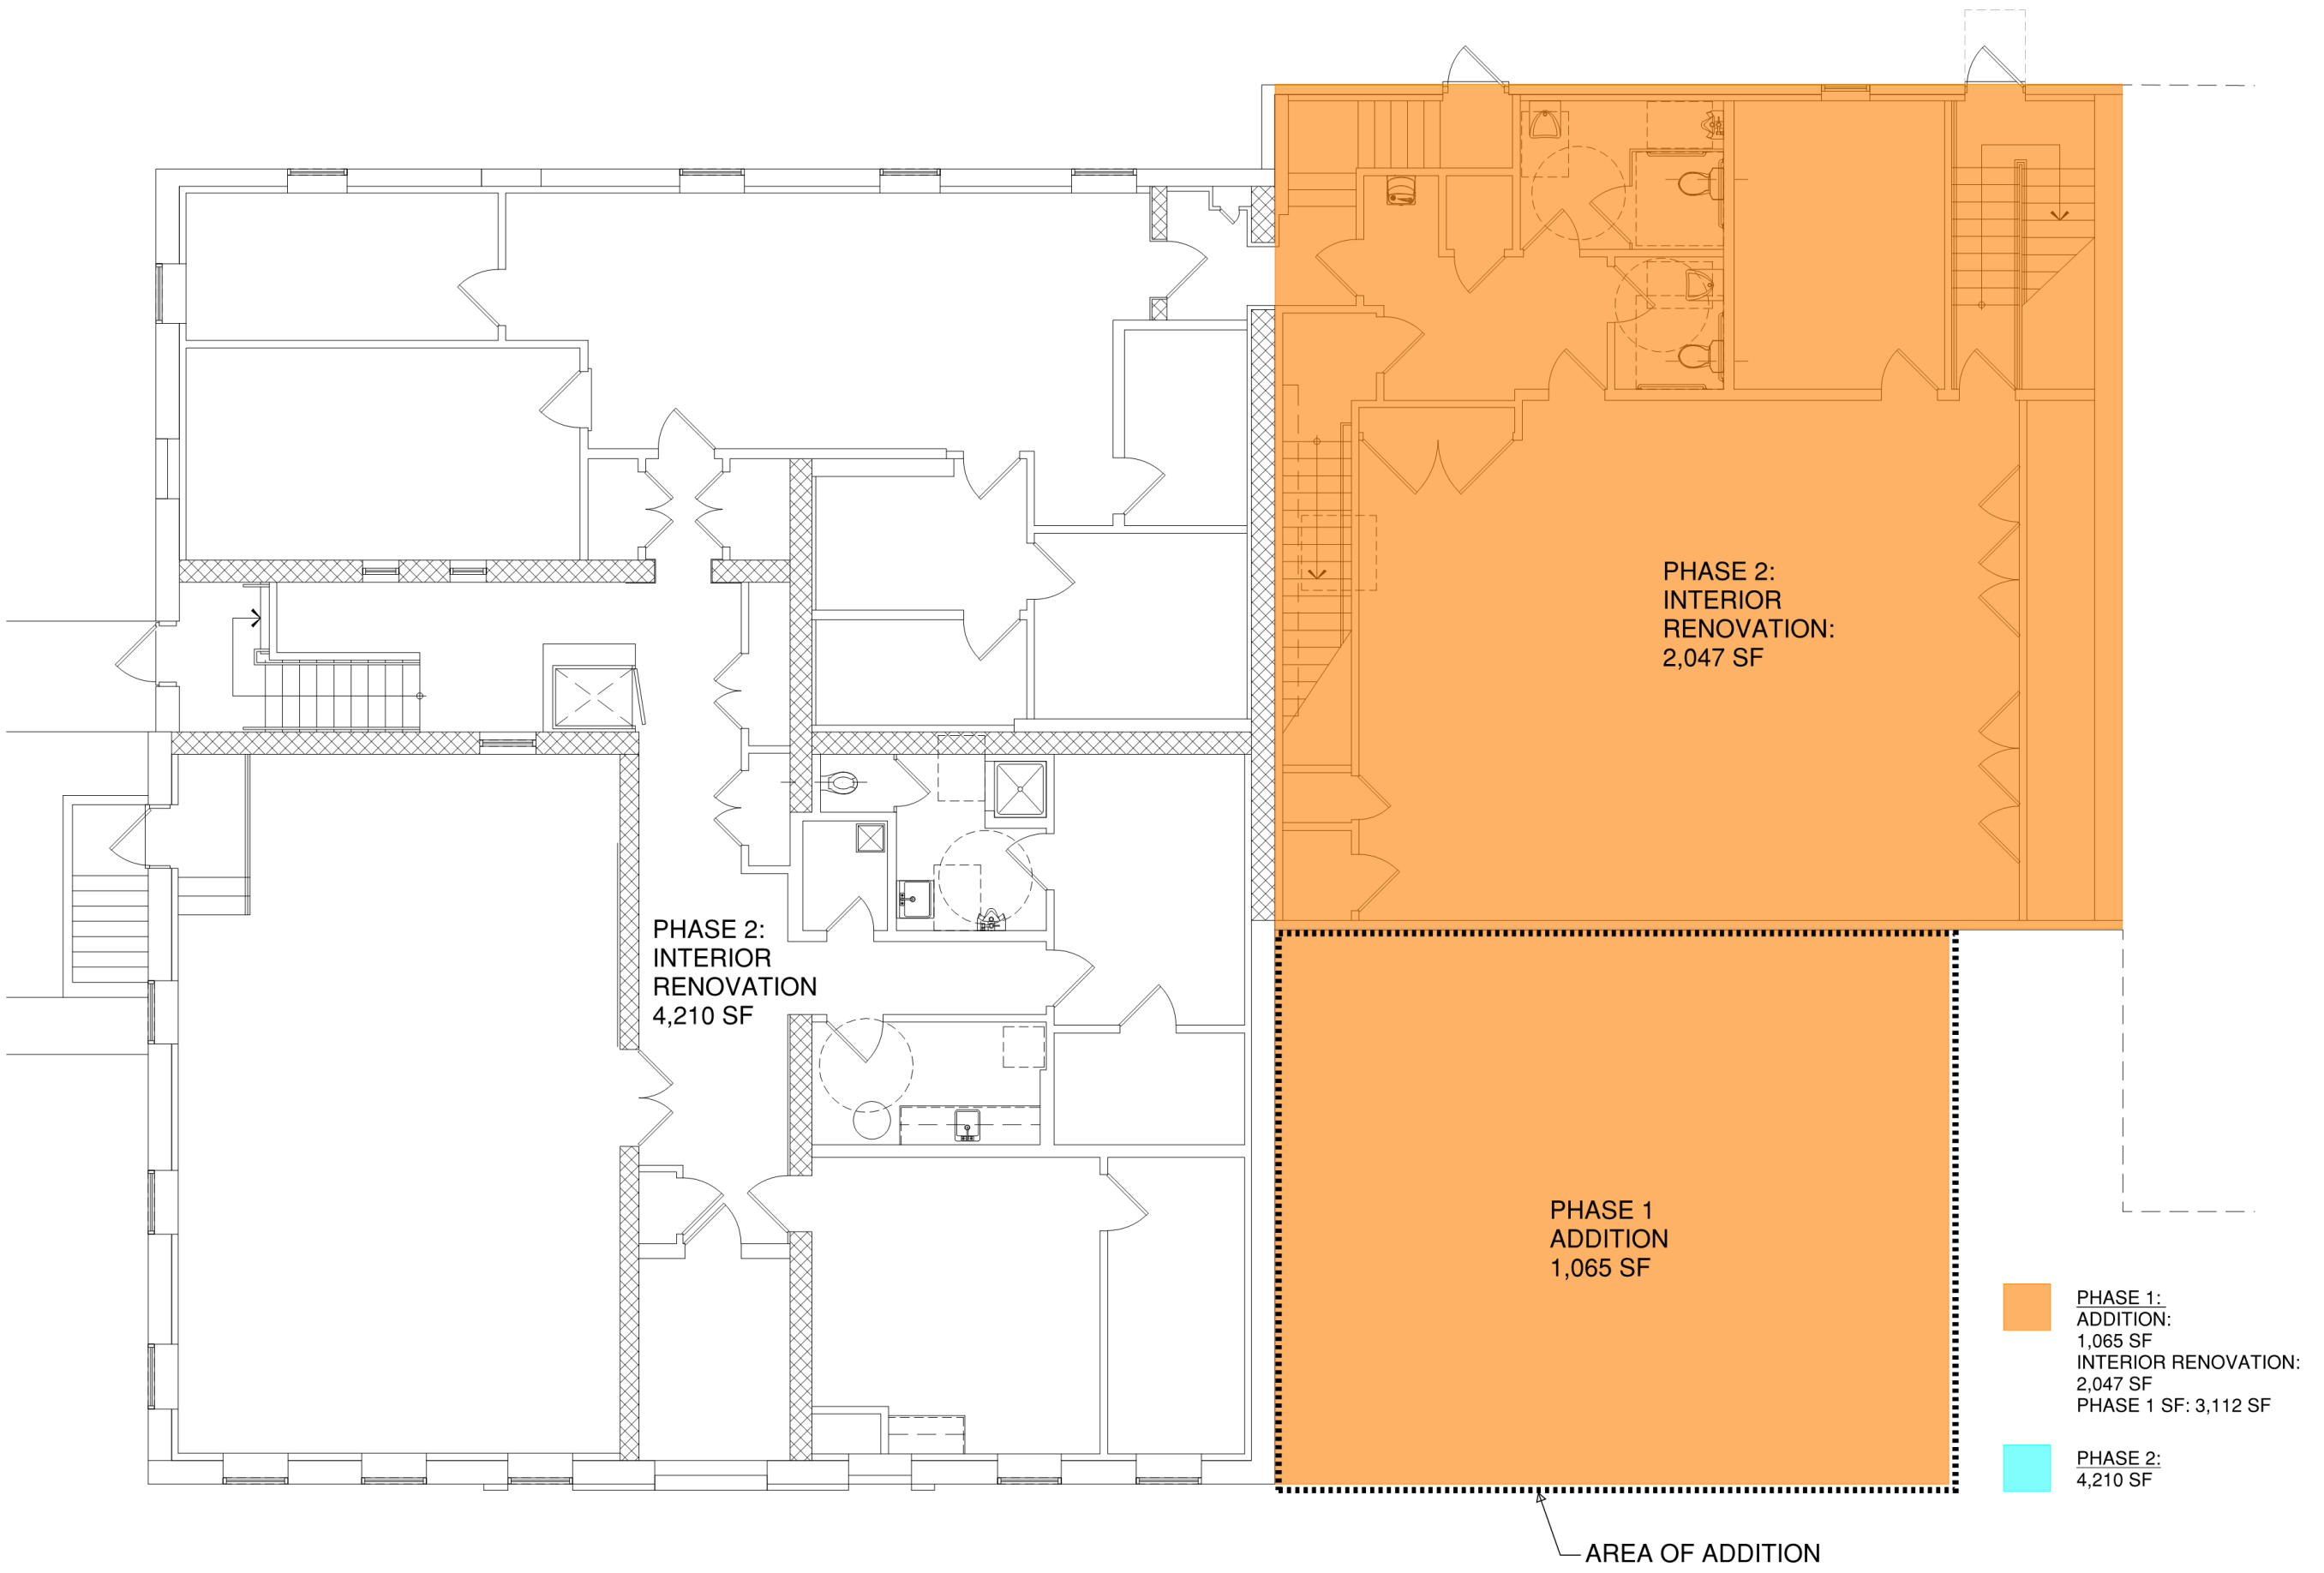 PHASE 2:
INTERIOR
RENOVATION:
2,047 SF
PHASE 2:
INTERIOR
RENOVATION
4,210 SF
PHASE 1
ADDITION
1,065 SF
PHASE 1:
ADDITION:
1,065 SF
INTERIOR RENOVATION:
2,047 SF
PHASE 1 SF: 3,112 SF
PHASE 2:
4,210 SF
AREA OF ADDITION